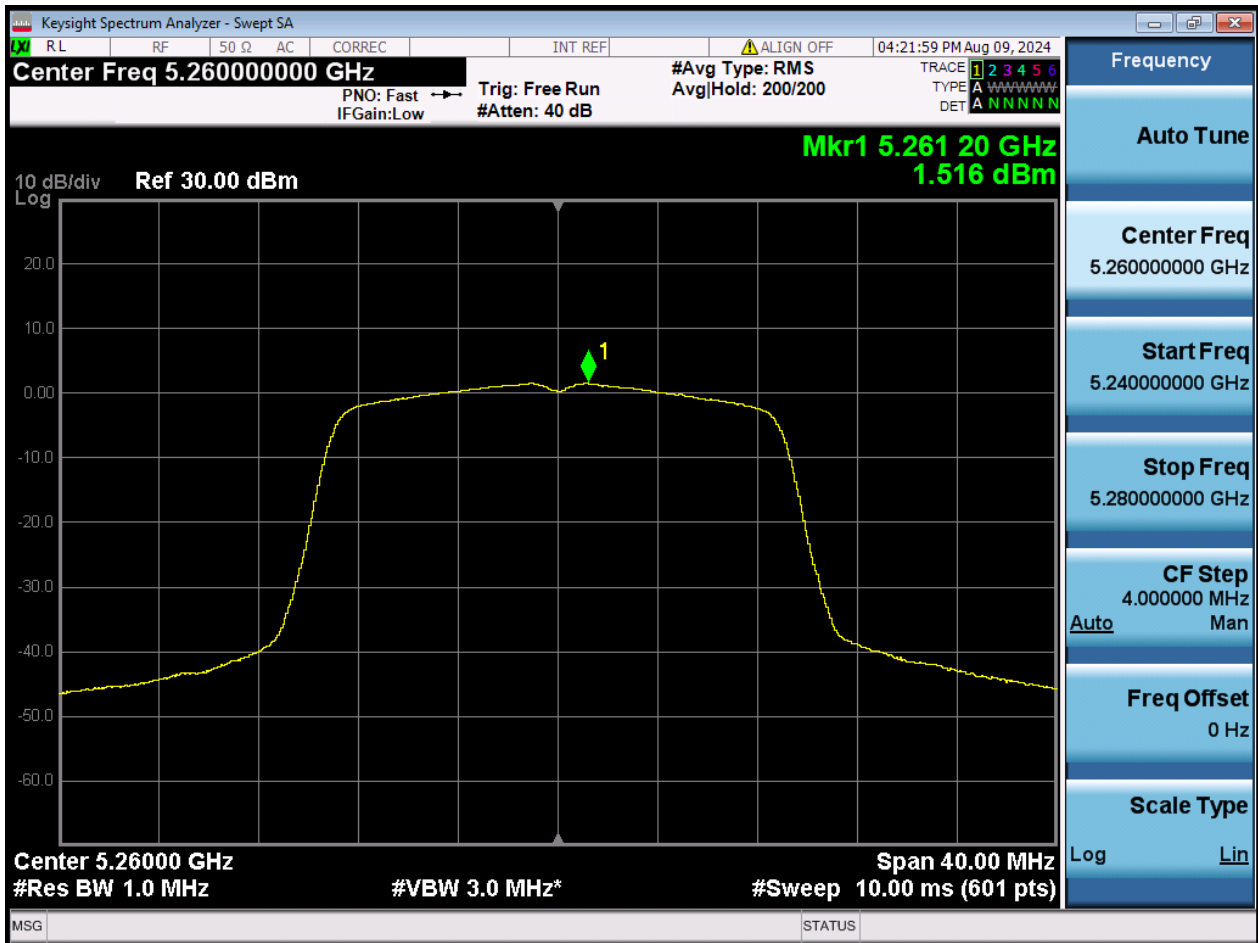 Keysight Spectrum Analyzer - Swept SA
LXI RL RF 50 Ω AC CORREC INT REF ALIGN OFF 04:21:59 PM Aug 09, 2024
Center Freq 5.260000000 GHz
PNO: Fast
IFGain:Low
Trig: Free Run
#Atten: 40 dB
#Avg Type: RMS
Avg|Hold: 200/200
TRACE 1 2 3 4 5 6
TYPE A WWWWW
DET A N N N N N
Mkr1 5.261 20 GHz
1.516 dBm
10 dB/div Ref 30.00 dBm
Log
20.0
10.0
0.00
-10.0
-20.0
-30.0
-40.0
-50.0
-60.0
1
Center 5.26000 GHz
Span 40.00 MHz
#Res BW 1.0 MHz
#VBW 3.0 MHz*
#Sweep 10.00 ms (601 pts)
MSG
STATUS
Frequency
Auto Tune
Center Freq
5.260000000 GHz
Start Freq
5.240000000 GHz
Stop Freq
5.280000000 GHz
CF Step
4.000000 MHz
Auto Man
Freq Offset
0 Hz
Scale Type
Log Lin